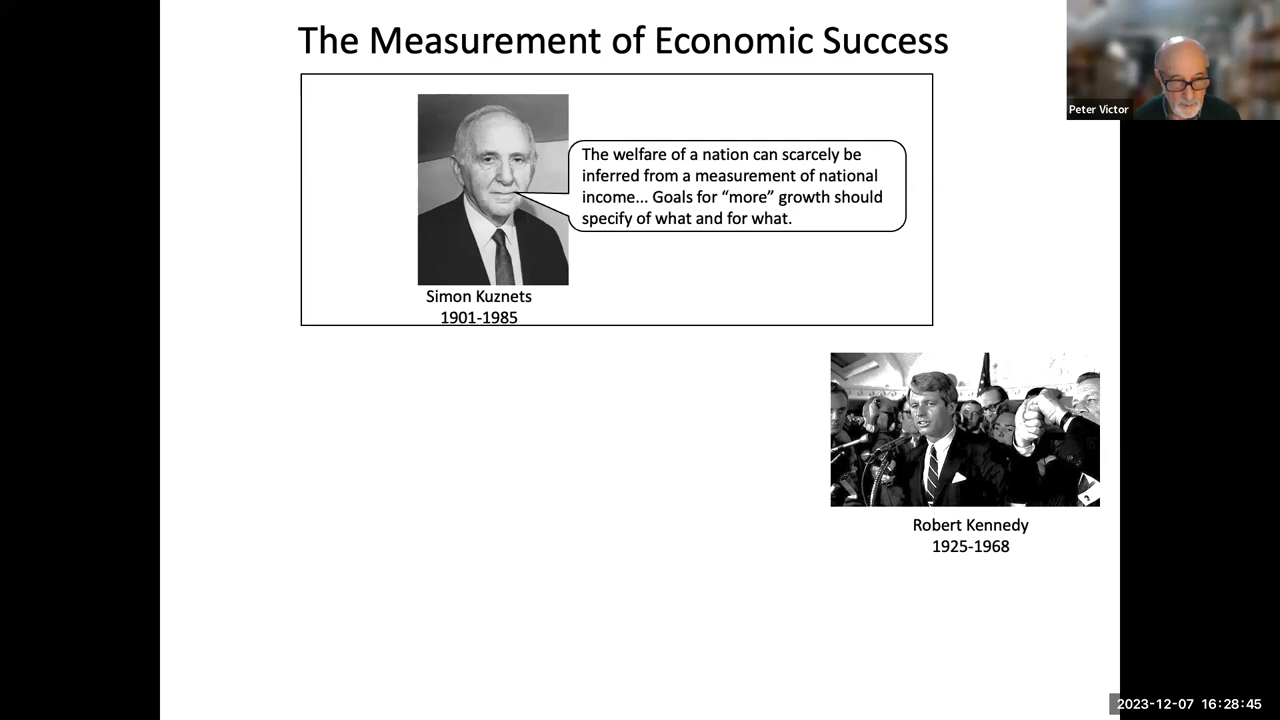 The Measurement of Economic Success
Peter Victor
The welfare of a nation can scarcely be
inferred from a measurement of national
income... Goals for “more” growth should
specify of what and for what.
Simon Kuznets
1901-1985
Robert Kennedy
1925-1968
2023-12-07 16:28:45